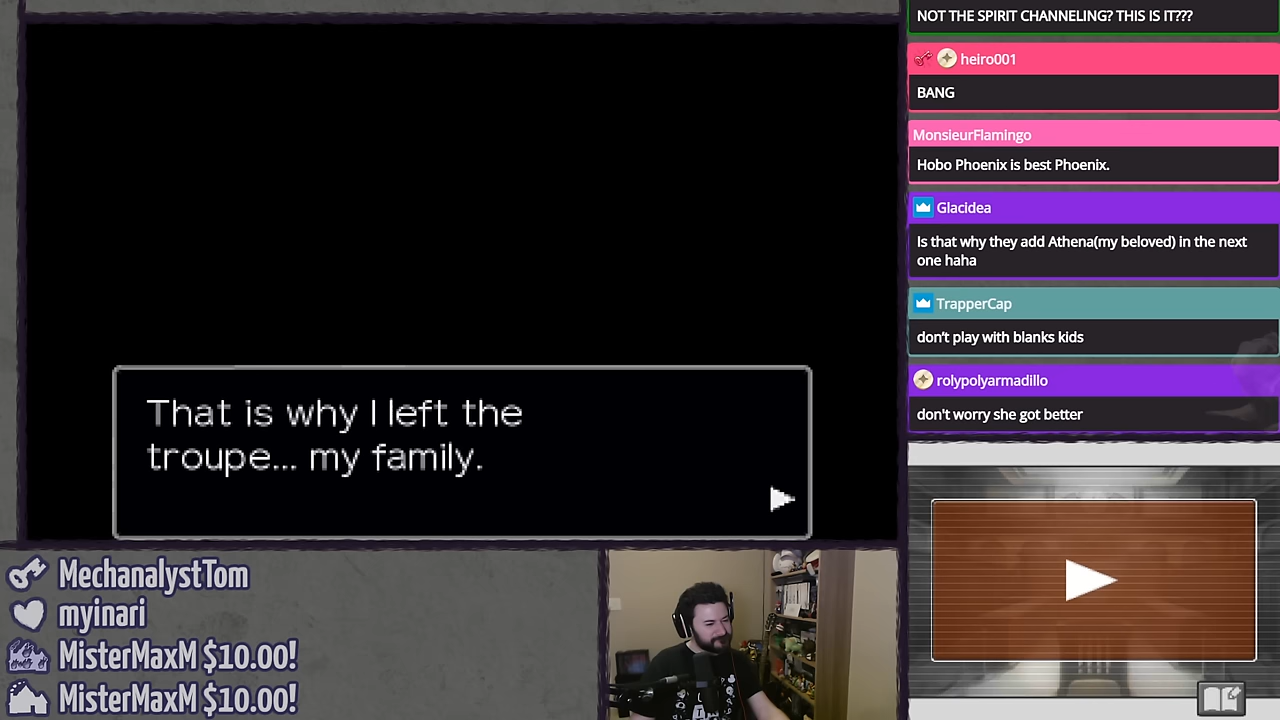 That is why I left the
troupe... my family.
NOT THE SPIRIT CHANNELING? THIS IS IT???
heiro001
BANG
MonsieurFlamingo
Hobo Phoenix is best Phoenix.
Glacidea
Is that why they add Athena(my beloved) in the next
one haha
TrapperCap
don't play with blanks kids
rolypolyarmadillo
don't worry she got better
MechanalystTom
myinari
MisterMaxM $10.00!
MisterMaxM $10.00!